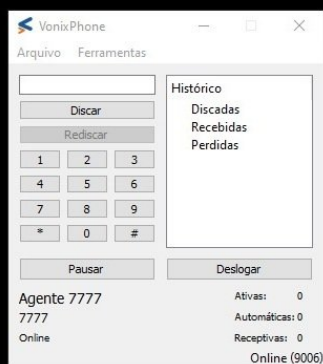 VonixPhone
Arquivo Ferramentas
Discar
Rediscar
1 2 3
4 5 6
7 8 9
* 0 #
Histórico
Discadas
Recebidas
Perdidas
Pausar Deslogar
Agente 7777
7777
Online
Ativas: 0
Automáticas: 0
Receptivas: 0
Online (9006)